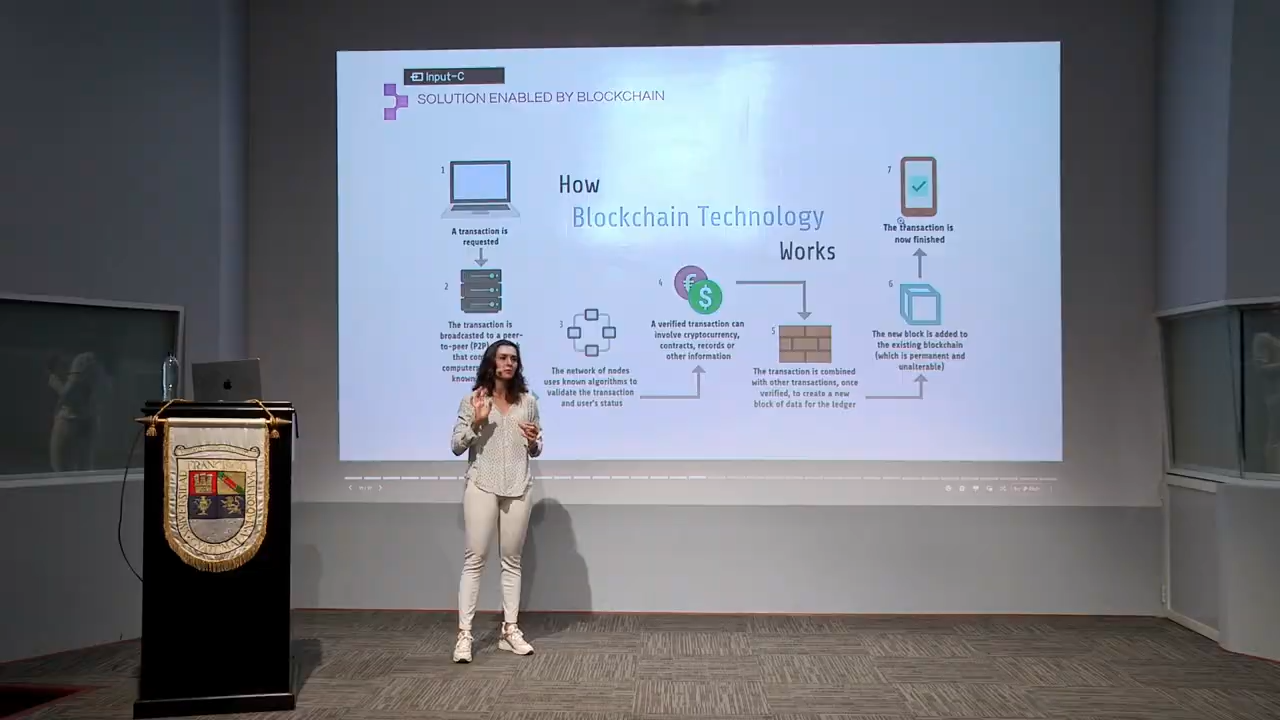 Input-C
SOLUTION ENABLED BY BLOCKCHAIN
How
Blockchain Technology
Works
1
A transaction is
requested
2
The transaction is
broadcasted to a peer-
to-peer (P2P)
that
computers
known
3
The network of nodes
uses known algorithms to
validate the transaction
and user's status
4
A verified transaction can
involve cryptocurrency,
contracts, records or
other information
5
The transaction is combined
with other transactions, once
verified, to create a new
block of data for the ledger
6
The new block is added to
the existing blockchain
(which is permanent and
unalterable)
7
The transaction is
now finished
€
$
FRANCISCO